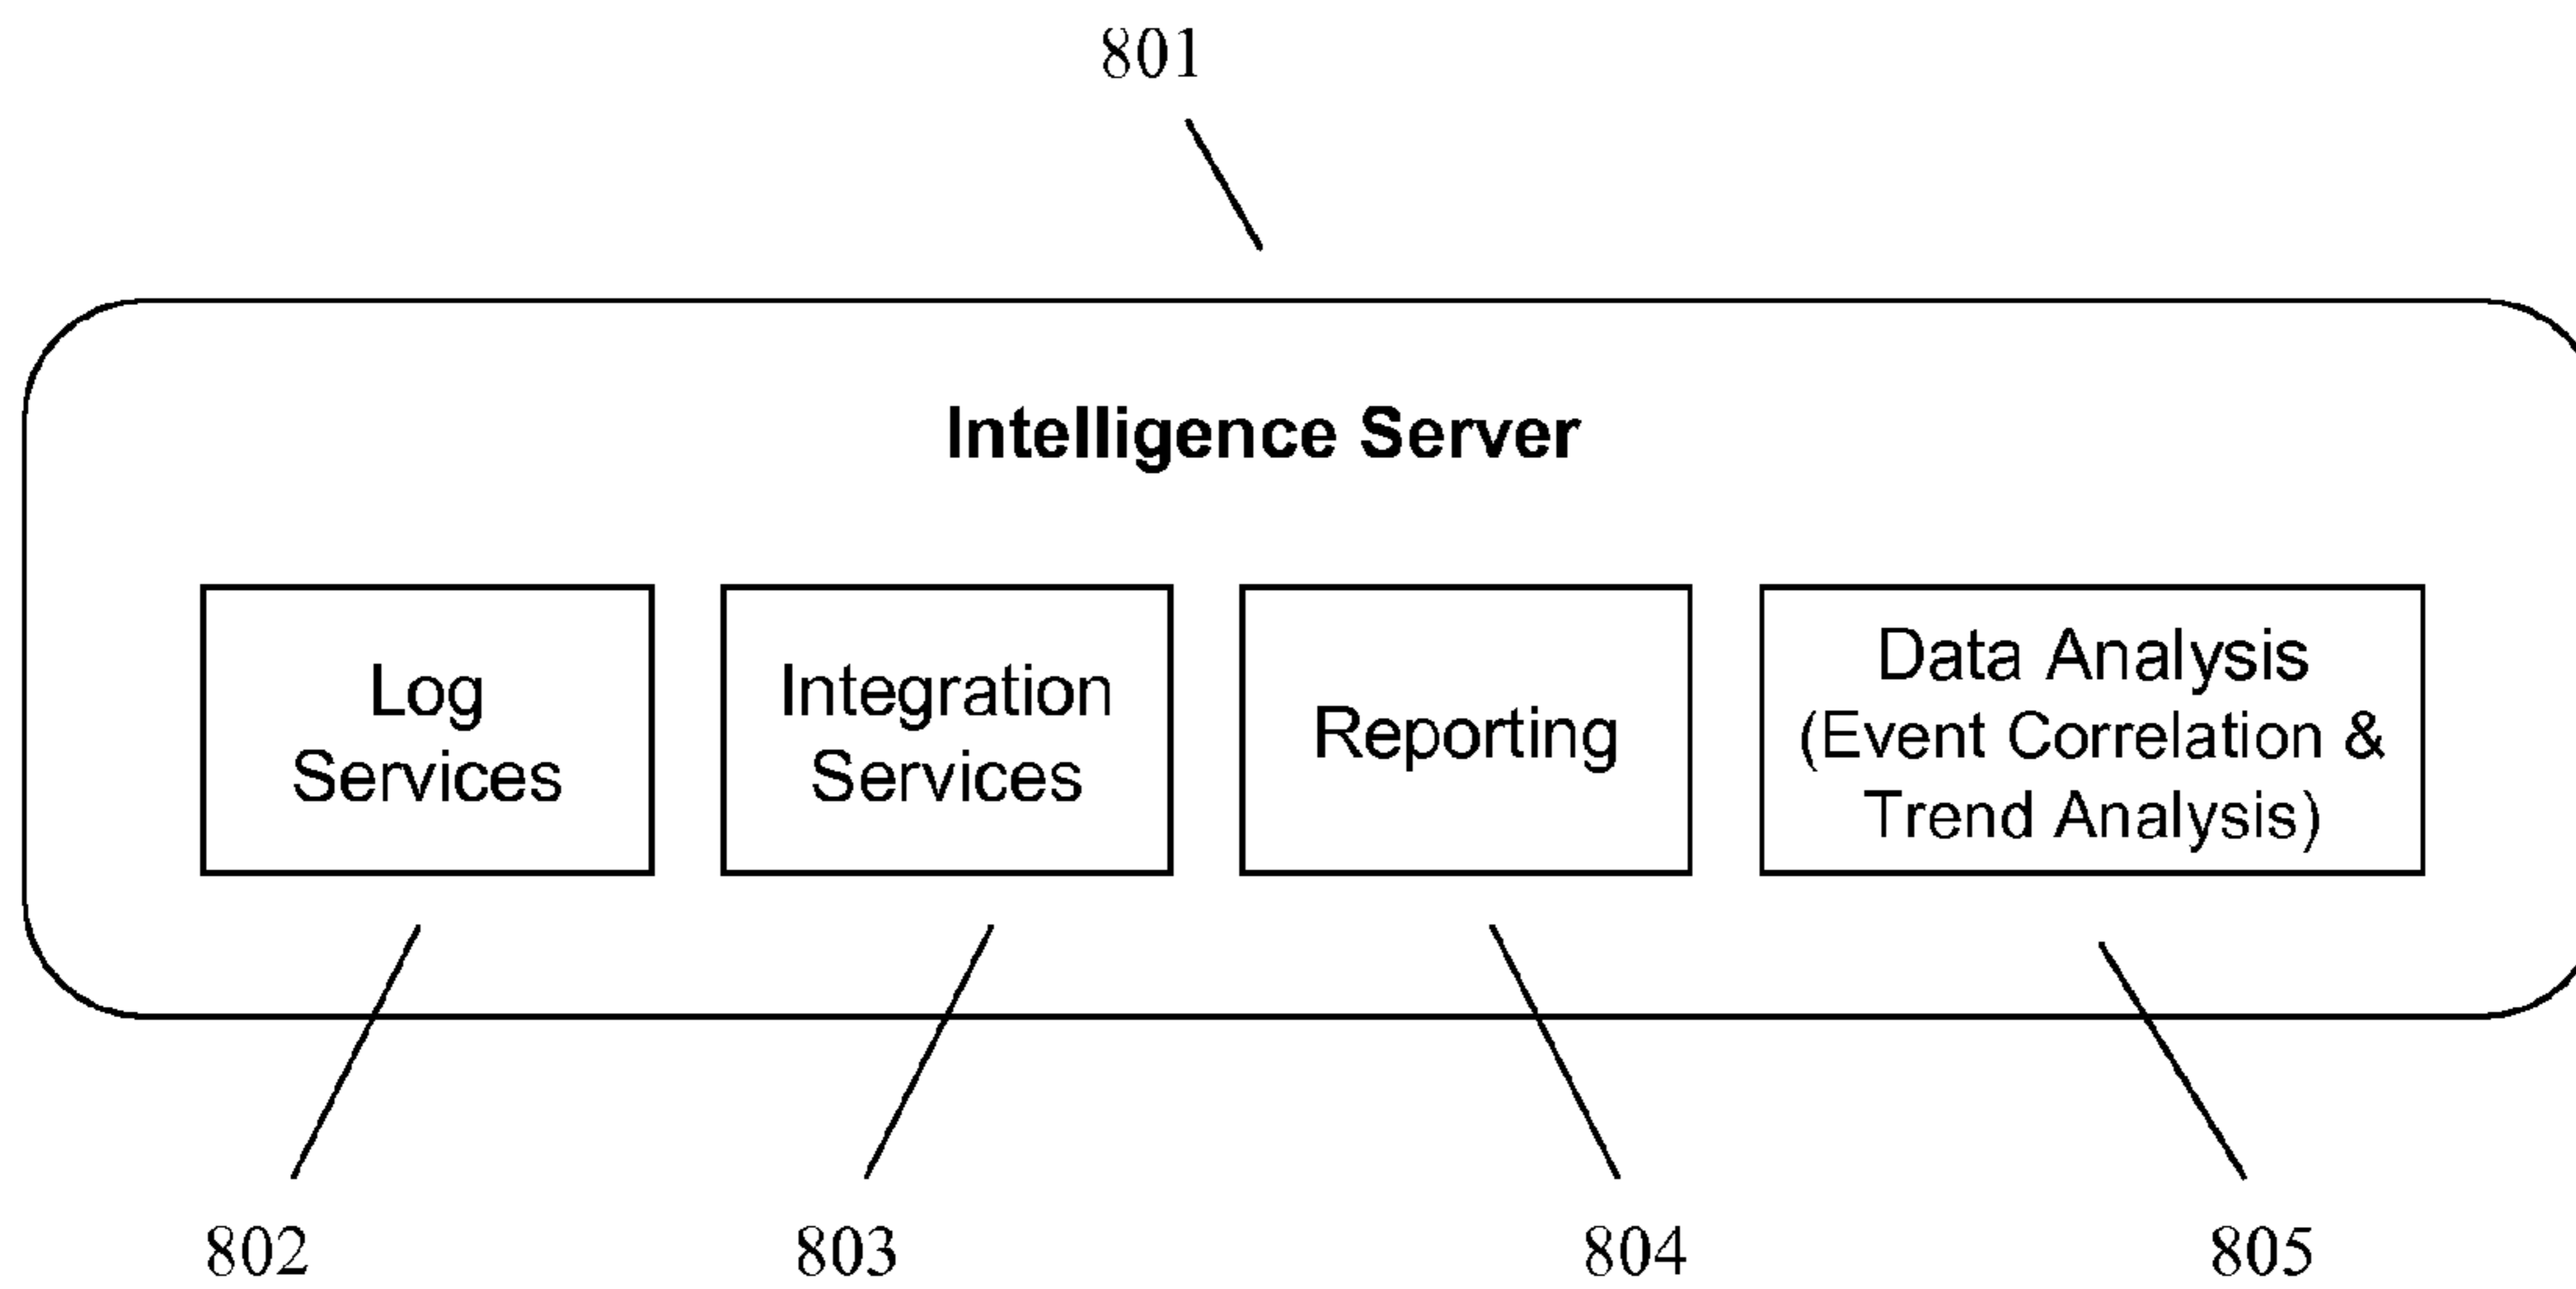 801
Intelligence Server
Log
Services
Integration
Services
Reporting
Data Analysis
(Event Correlation &
Trend Analysis)
802
803
804
805